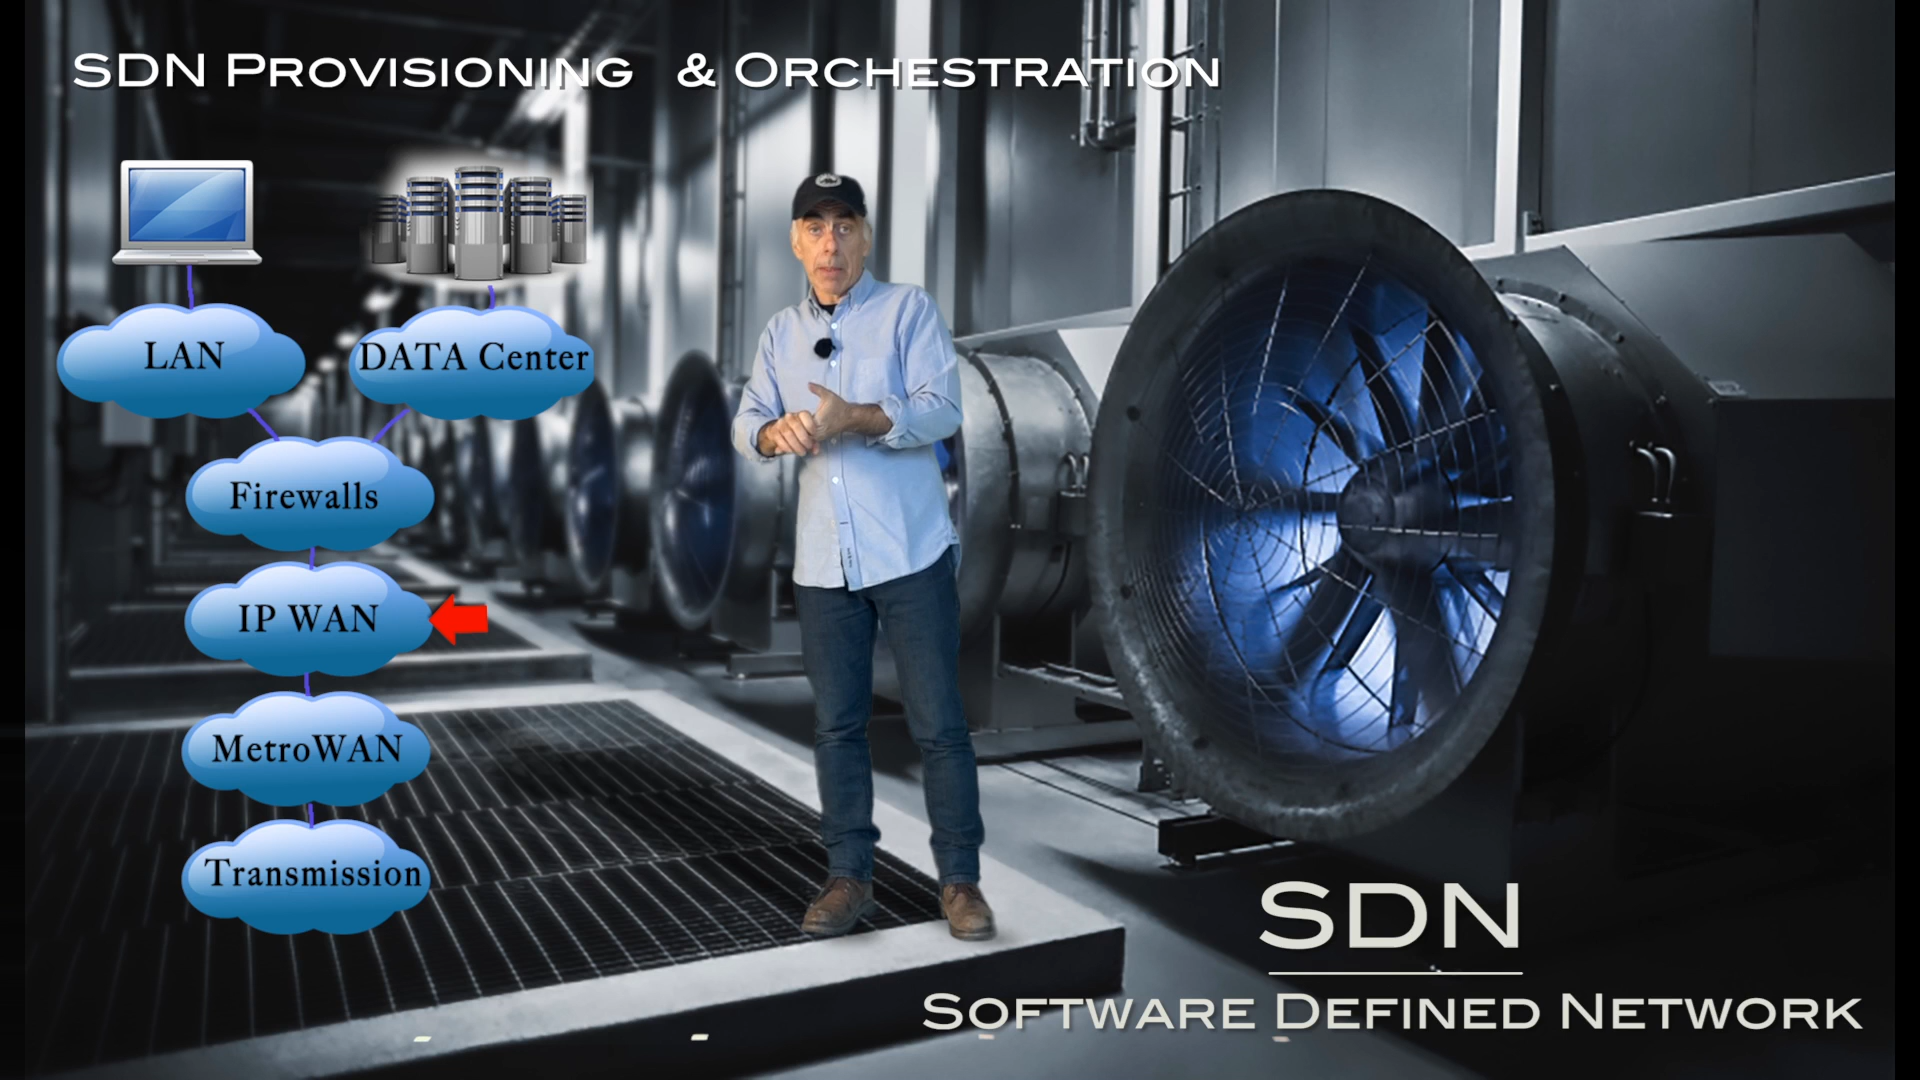 SDN Provisioning & Orchestration
LAN
DATA Center
Firewalls
IP WAN
MetroWAN
Transmission
SDN
Software Defined Network